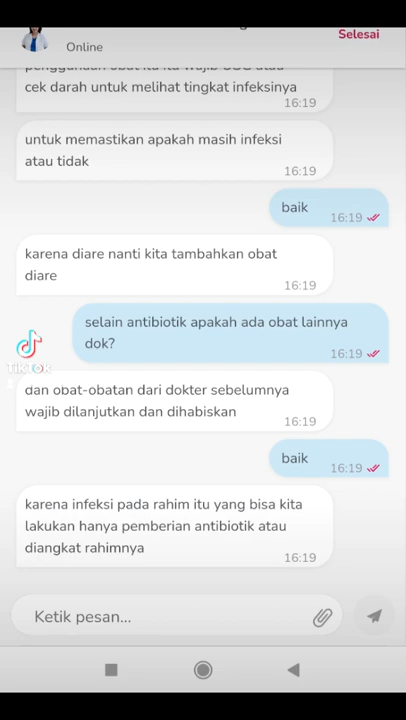 Online
Selesai
cek darah untuk melihat tingkat infeksinya
16:19
untuk memastikan apakah masih infeksi
atau tidak
16:19
baik
16:19
karena diare nanti kita tambahkan obat
diare
16:19
selain antibiotik apakah ada obat lainnya
dok?
16:19
TikTok
dan obat-obatan dari dokter sebelumnya
wajib dilanjutkan dan dihabiskan
16:19
baik
16:19
karena infeksi pada rahim itu yang bisa kita
lakukan hanya pemberian antibiotik atau
diangkat rahimnya
16:19
Ketik pesan...